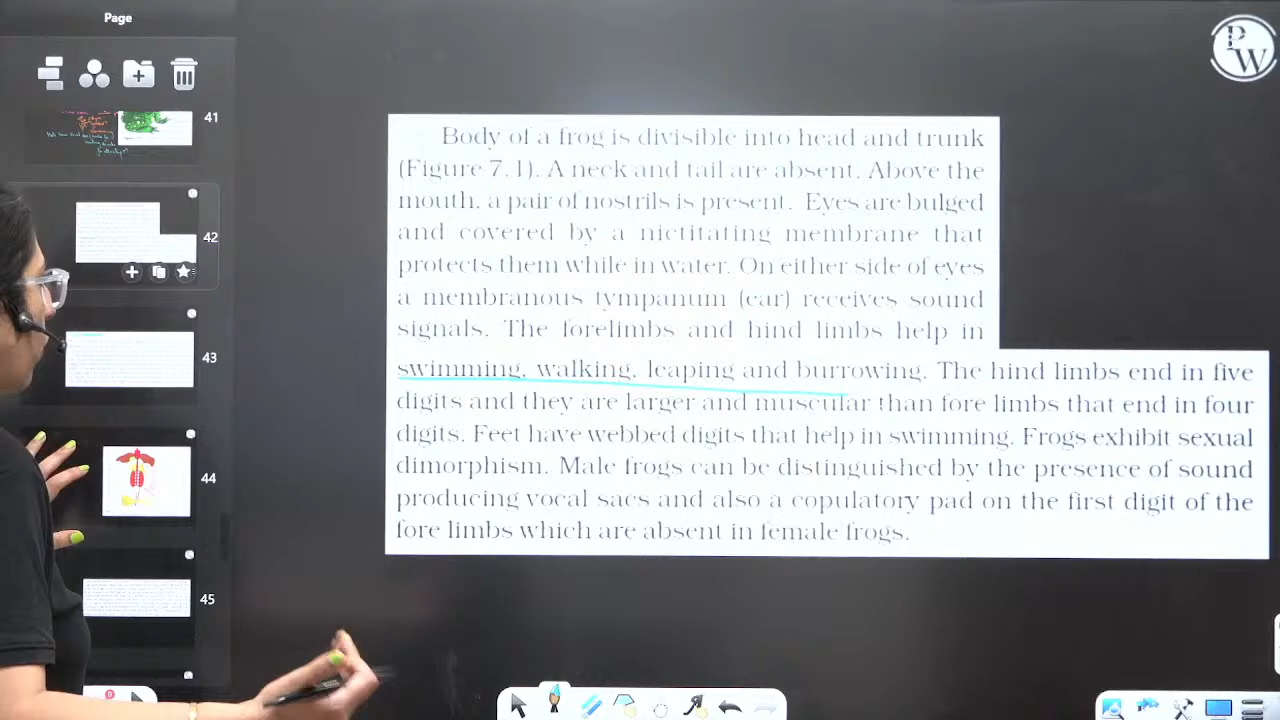 Page
P
W
41
42
43
44
45
Body of a frog is divisible into head and trunk
(Figure 7.1). A neck and tail are absent. Above the
mouth, a pair of nostrils is present. Eyes are bulged
and covered by a nictitating membrane that
protects them while in water. On either side of eyes
a membranous tympanum (ear) receives sound
signals. The forelimbs and hind limbs help in
swimming, walking, leaping and burrowing. The hind limbs end in five
digits and they are larger and muscular than fore limbs that end in four
digits. Feet have webbed digits that help in swimming. Frogs exhibit sexual
dimorphism. Male frogs can be distinguished by the presence of sound
producing vocal sacs and also a copulatory pad on the first digit of the
fore limbs which are absent in female frogs.
0